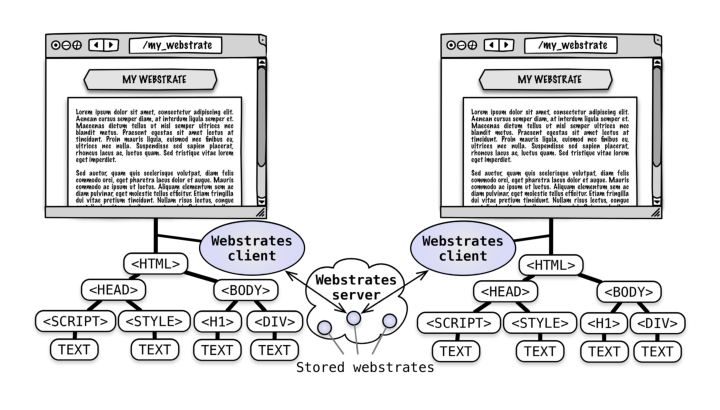 /my_webstrate
MY WEBSTRATE
Lorem ipsum dolor sit amet, consectetur adipiscing elit.
Aenean cursus semper diam, at interdum ligula semper et.
Maecenas dictum tellus ut nisi semper ultrices nec
blandit metus. Praesent egestas sit amet lectus at
tincidunt. Proin mauris ligula, euismod nec finibus eu,
ultrices nec nulla. Suspendisse sed sapien placerat,
rhoncus lacus ac, luctus quam. Sed tristique vitae lorem
eget imperdiet.
Sed auctor, quam quis scelerisque volutpat, diam felis
commodo orci, eget pharetra lacus dolor et augue. Mauris
commodo ac ipsum ut luctus. Aliquam elementum sem ac
diam pulvinar, eget molestie tellus efficitur. Etiam fringilla
dui vitae pretium tincidunt. Nullam risus lectus, congue
/my_webstrate
MY WEBSTRATE
Lorem ipsum dolor sit amet, consectetur adipiscing elit.
Aenean cursus semper diam, at interdum ligula semper et.
Maecenas dictum tellus ut nisi semper ultrices nec
blandit metus. Praesent egestas sit amet lectus at
tincidunt. Proin mauris ligula, euismod nec finibus eu,
ultrices nec nulla. Suspendisse sed sapien placerat,
rhoncus lacus ac, luctus quam. Sed tristique vitae lorem
eget imperdiet.
Sed auctor, quam quis scelerisque volutpat, diam felis
commodo orci, eget pharetra lacus dolor et augue. Mauris
commodo ac ipsum ut luctus. Aliquam elementum sem ac
diam pulvinar, eget molestie tellus efficitur. Etiam fringilla
dui vitae pretium tincidunt. Nullam risus lectus, congue
Webstrates
client
Webstrates
client
<HTML>
<HEAD>
<BODY>
<SCRIPT>
<STYLE>
<H1>
<DIV>
TEXT
TEXT
TEXT
TEXT
Webstrates
server
Stored webstrates
<HTML>
<HEAD>
<BODY>
<SCRIPT>
<STYLE>
<H1>
<DIV>
TEXT
TEXT
TEXT
TEXT